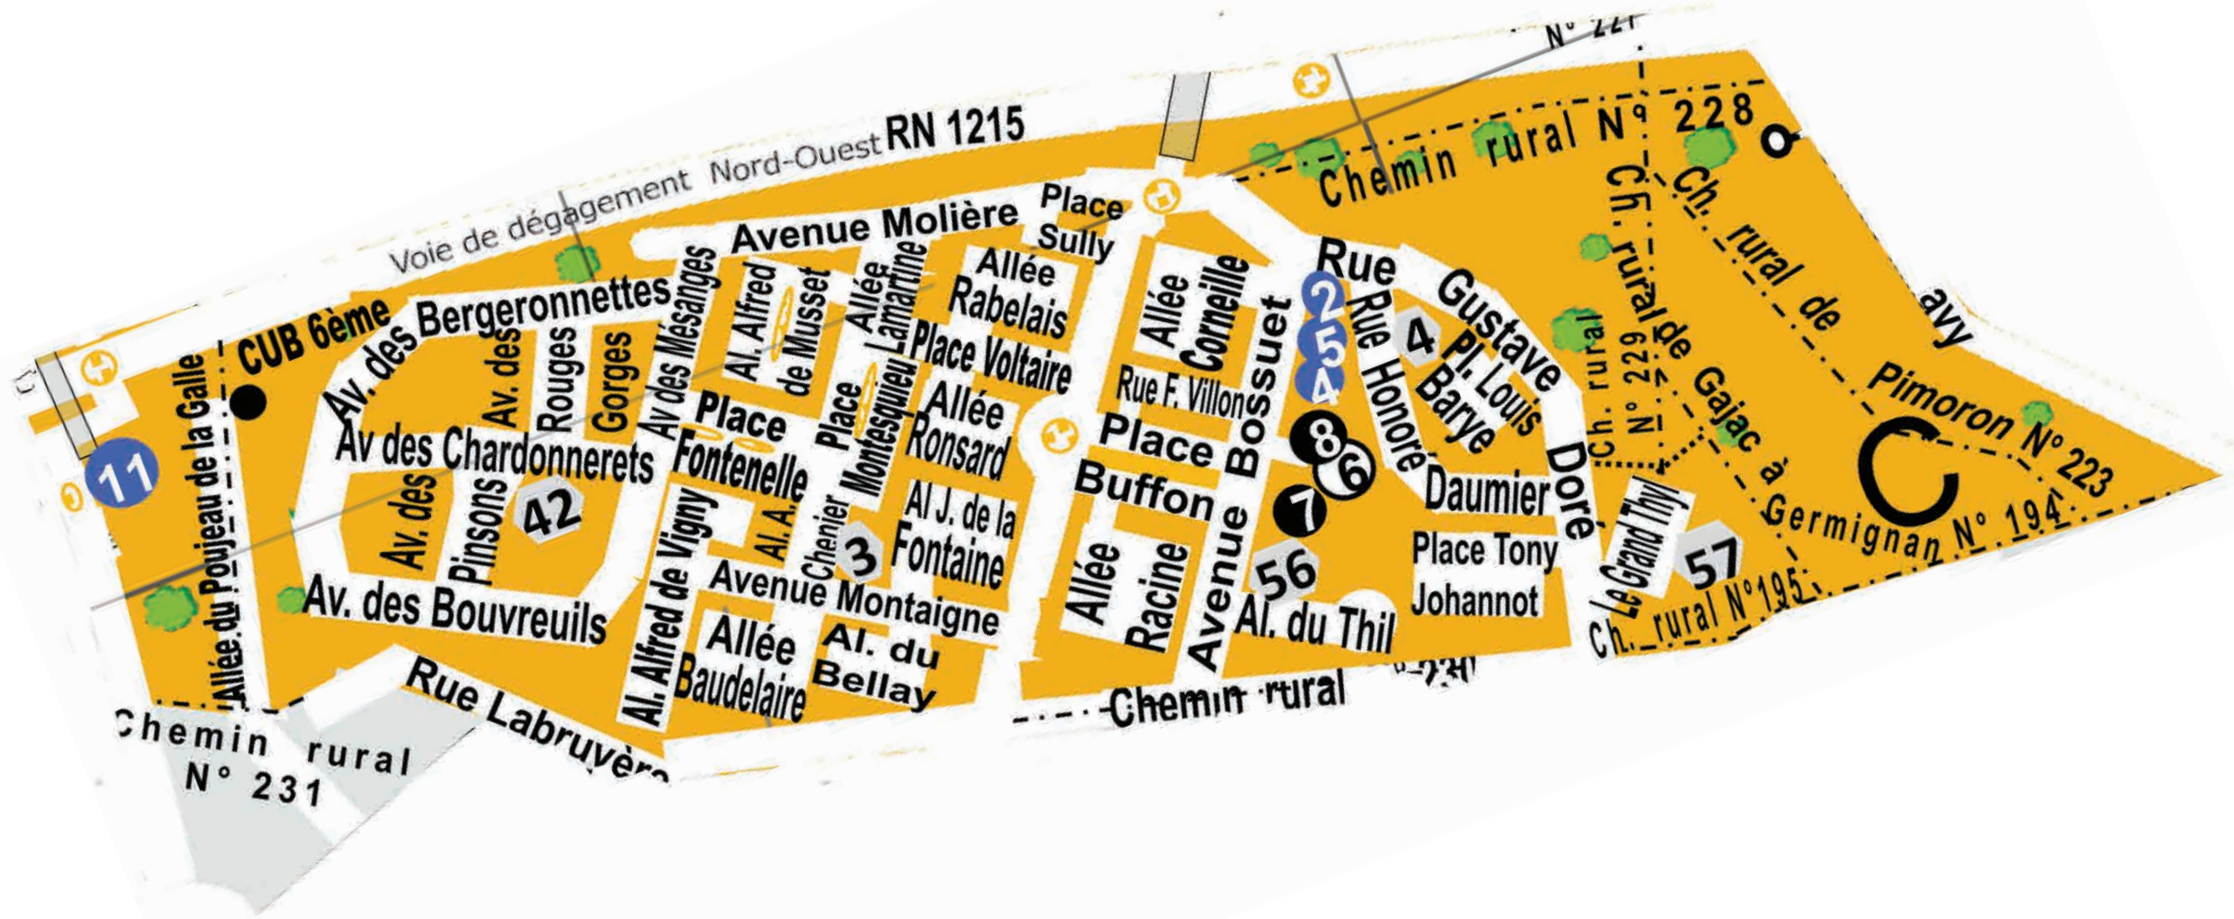 Voie de dégagement Nord-Ouest
RN 1215
Chemin rural N° 228
Ch. rural de
Pimoron N° 223
avy
Ch. rural de Gajac à
Germignan N° 194
Ch. rural
N° 229
Le Grand Thyl
57
Ch. rural N°195
C
CUB 6ème
11
Allée du Poujeau de la Galle
Av. des
Bergeronnettes
Av. des
Rouges
Gorges
Av des Chardonnerets
Av. des
Pinsons
42
Av. des Bouvreuils
Av des Mésanges
Avenue Molière
Place
Sully
Al. Alfred
de Musset
Allée
Lamartine
Allée
Rabelais
Place Voltaire
Place
Fontenelle
Place
Montesquieu
Allée
Ronsard
Al J. de la
Fontaine
Al. A.
Chenier
3
Al. Alfred de Vigny
Avenue Montaigne
Allée
Baudelaire
Al. du
Bellay
Allée
Corneille
Rue F. Villon
Place
Buffon
Allée
Racine
Avenue Bossuet
Rue
Gustave
Doré
2
5
4
Rue Honoré
Daumier
4
Pl. Louis
Barye
8
6
7
56
Al. du Thil
Place Tony
Johannot
Rue Labruyère
Chemin rural
N° 231
Chemin rural